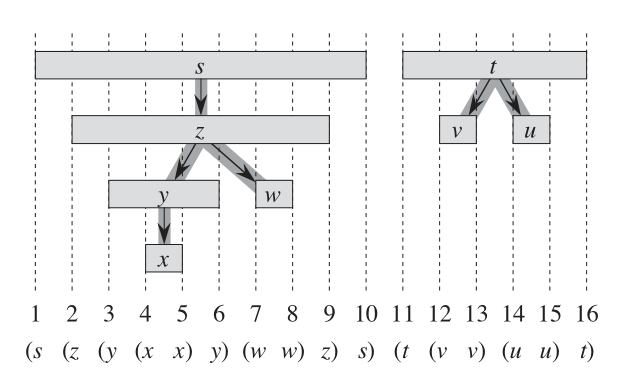 s t
z v u
y w
x
1 2 3 4 5 6 7 8 9 10 11 12 13 14 15 16
(s (z (y (x x) y) (w w) z) s) (t (v v) (u u) t)